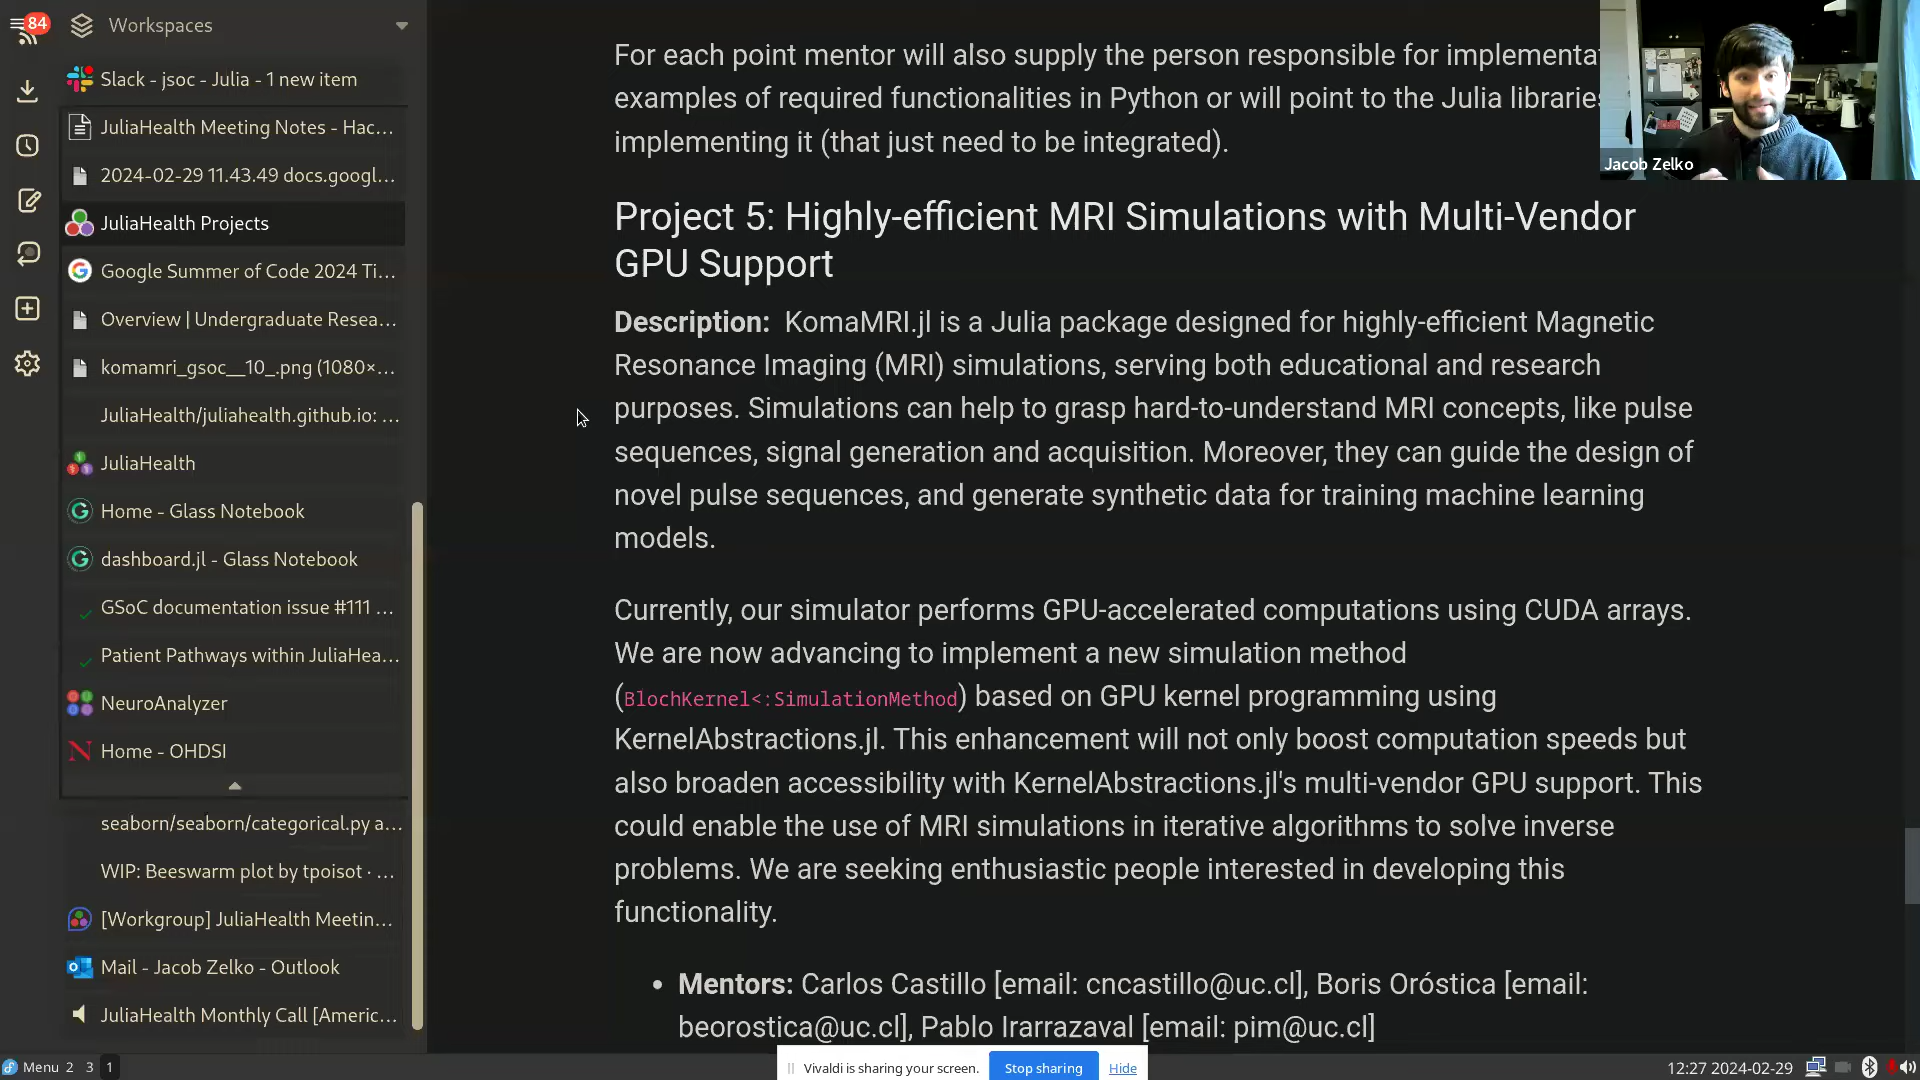 84
Workspaces
Slack - jsoc - Julia - 1 new item
JuliaHealth Meeting Notes - Hac...
2024-02-29 11.43.49 docs.googl...
JuliaHealth Projects
Google Summer of Code 2024 Ti...
Overview | Undergraduate Resea...
komamri_gsoc__10_.png (1080×...
JuliaHealth/juliahealth.github.io: ...
JuliaHealth
Home - Glass Notebook
dashboard.jl - Glass Notebook
GSoC documentation issue #111 ...
Patient Pathways within JuliaHea...
NeuroAnalyzer
Home - OHDSI
seaborn/seaborn/categorical.py a...
WIP: Beeswarm plot by tpoisot · ...
[Workgroup] JuliaHealth Meetin...
Mail - Jacob Zelko - Outlook
JuliaHealth Monthly Call [Americ...
For each point mentor will also supply the person responsible for implementat
examples of required functionalities in Python or will point to the Julia libraries
implementing it (that just need to be integrated).
Project 5: Highly-efficient MRI Simulations with Multi-Vendor
GPU Support
Description: KomaMRI.jl is a Julia package designed for highly-efficient Magnetic
Resonance Imaging (MRI) simulations, serving both educational and research
purposes. Simulations can help to grasp hard-to-understand MRI concepts, like pulse
sequences, signal generation and acquisition. Moreover, they can guide the design of
novel pulse sequences, and generate synthetic data for training machine learning
models.
Currently, our simulator performs GPU-accelerated computations using CUDA arrays.
We are now advancing to implement a new simulation method
(BlochKernel<:SimulationMethod) based on GPU kernel programming using
KernelAbstractions.jl. This enhancement will not only boost computation speeds but
also broaden accessibility with KernelAbstractions.jl's multi-vendor GPU support. This
could enable the use of MRI simulations in iterative algorithms to solve inverse
problems. We are seeking enthusiastic people interested in developing this
functionality.
• Mentors: Carlos Castillo [email: cncastillo@uc.cl], Boris Oróstica [email:
beorostica@uc.cl], Pablo Irarrazaval [email: pim@uc.cl]
Jacob Zelko
Menu 2 3 1
Vivaldi is sharing your screen. Stop sharing Hide
12:27 2024-02-29